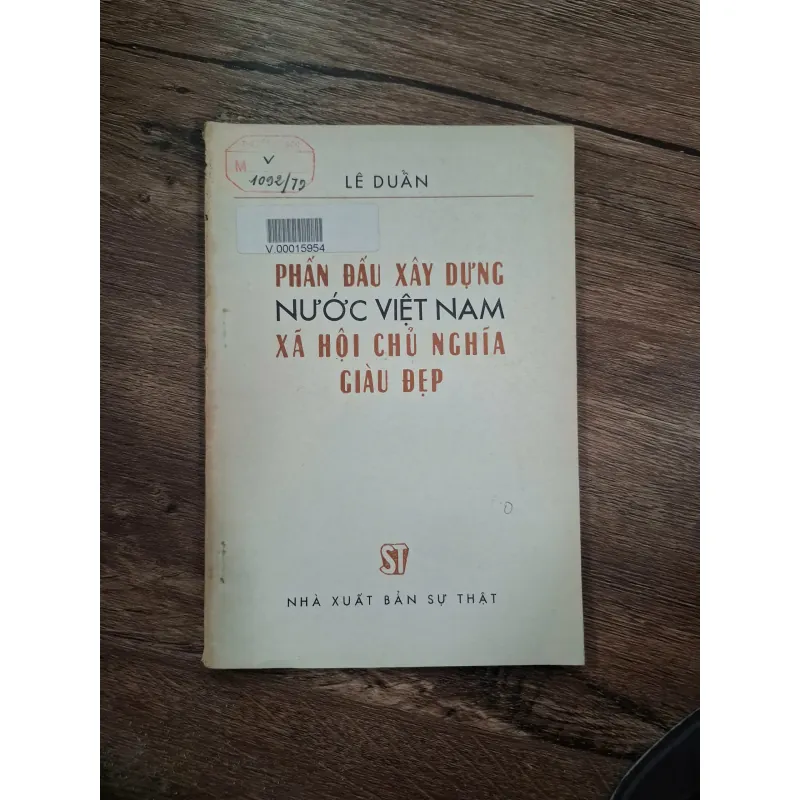 M
V
1092/79
LÊ DUẨN
V.00015954
PHẤN ĐẤU XÂY DỰNG
NƯỚC VIỆT NAM
XÃ HỘI CHỦ NGHĨA
GIÀU ĐẸP
ST
NHÀ XUẤT BẢN SỰ THẬT